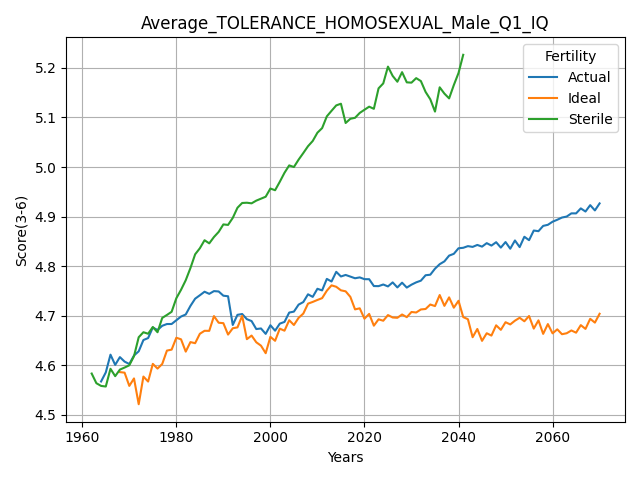 Average_TOLERANCE_HOMOSEXUAL_Male_Q1_IQ
Fertility
Actual
Ideal
Sterile
Score(3-6)
5.2
5.1
5.0
4.9
4.8
4.7
4.6
4.5
1960 1980 2000 2020 2040 2060
Years